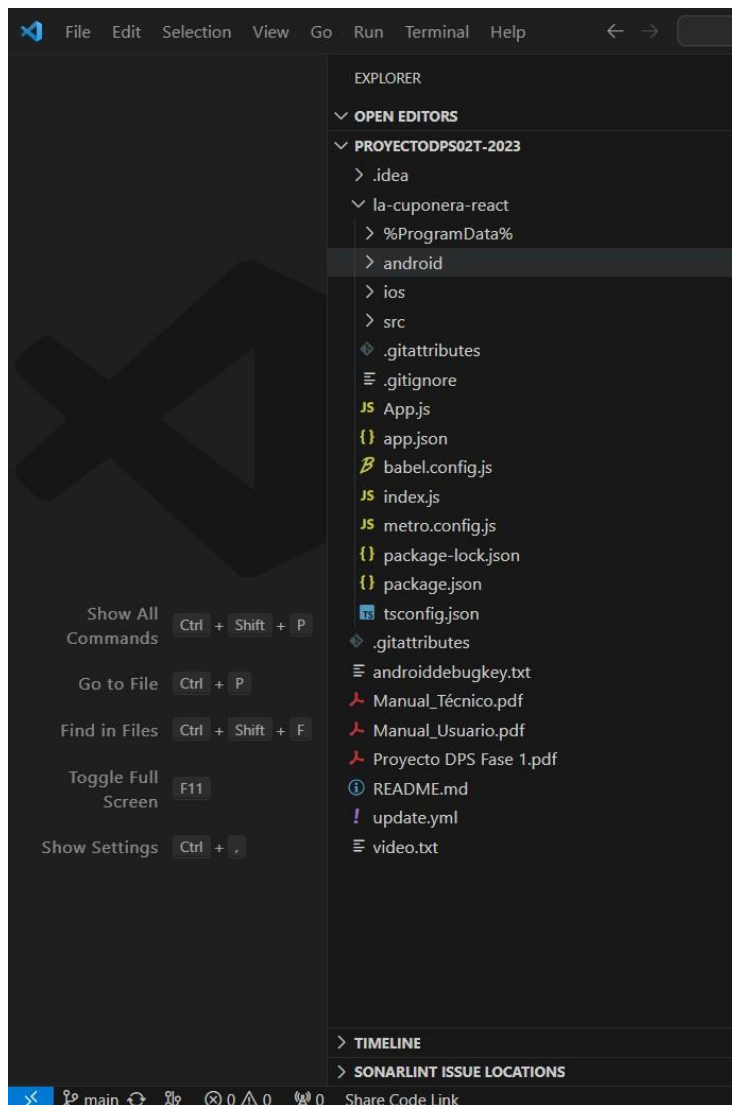 File Edit Selection View Go Run Terminal Help
EXPLORER
OPEN EDITORS
PROYECTODPS02T-2023
.idea
la-cuponera-react
%ProgramData%
android
ios
src
.gitattributes
.gitignore
JS App.js
{} app.json
babel.config.js
JS index.js
JS metro.config.js
{} package-lock.json
{} package.json
TS tsconfig.json
.gitattributes
androiddebugkey.txt
Manual_Técnico.pdf
Manual_Usuario.pdf
Proyecto DPS Fase 1.pdf
README.md
! update.yml
video.txt
Show All Commands Ctrl + Shift + P
Go to File Ctrl + P
Find in Files Ctrl + Shift + F
Toggle Full Screen F11
Show Settings Ctrl + ,
TIMELINE
SONARLINT ISSUE LOCATIONS
main 0 0 0 Share Code Link